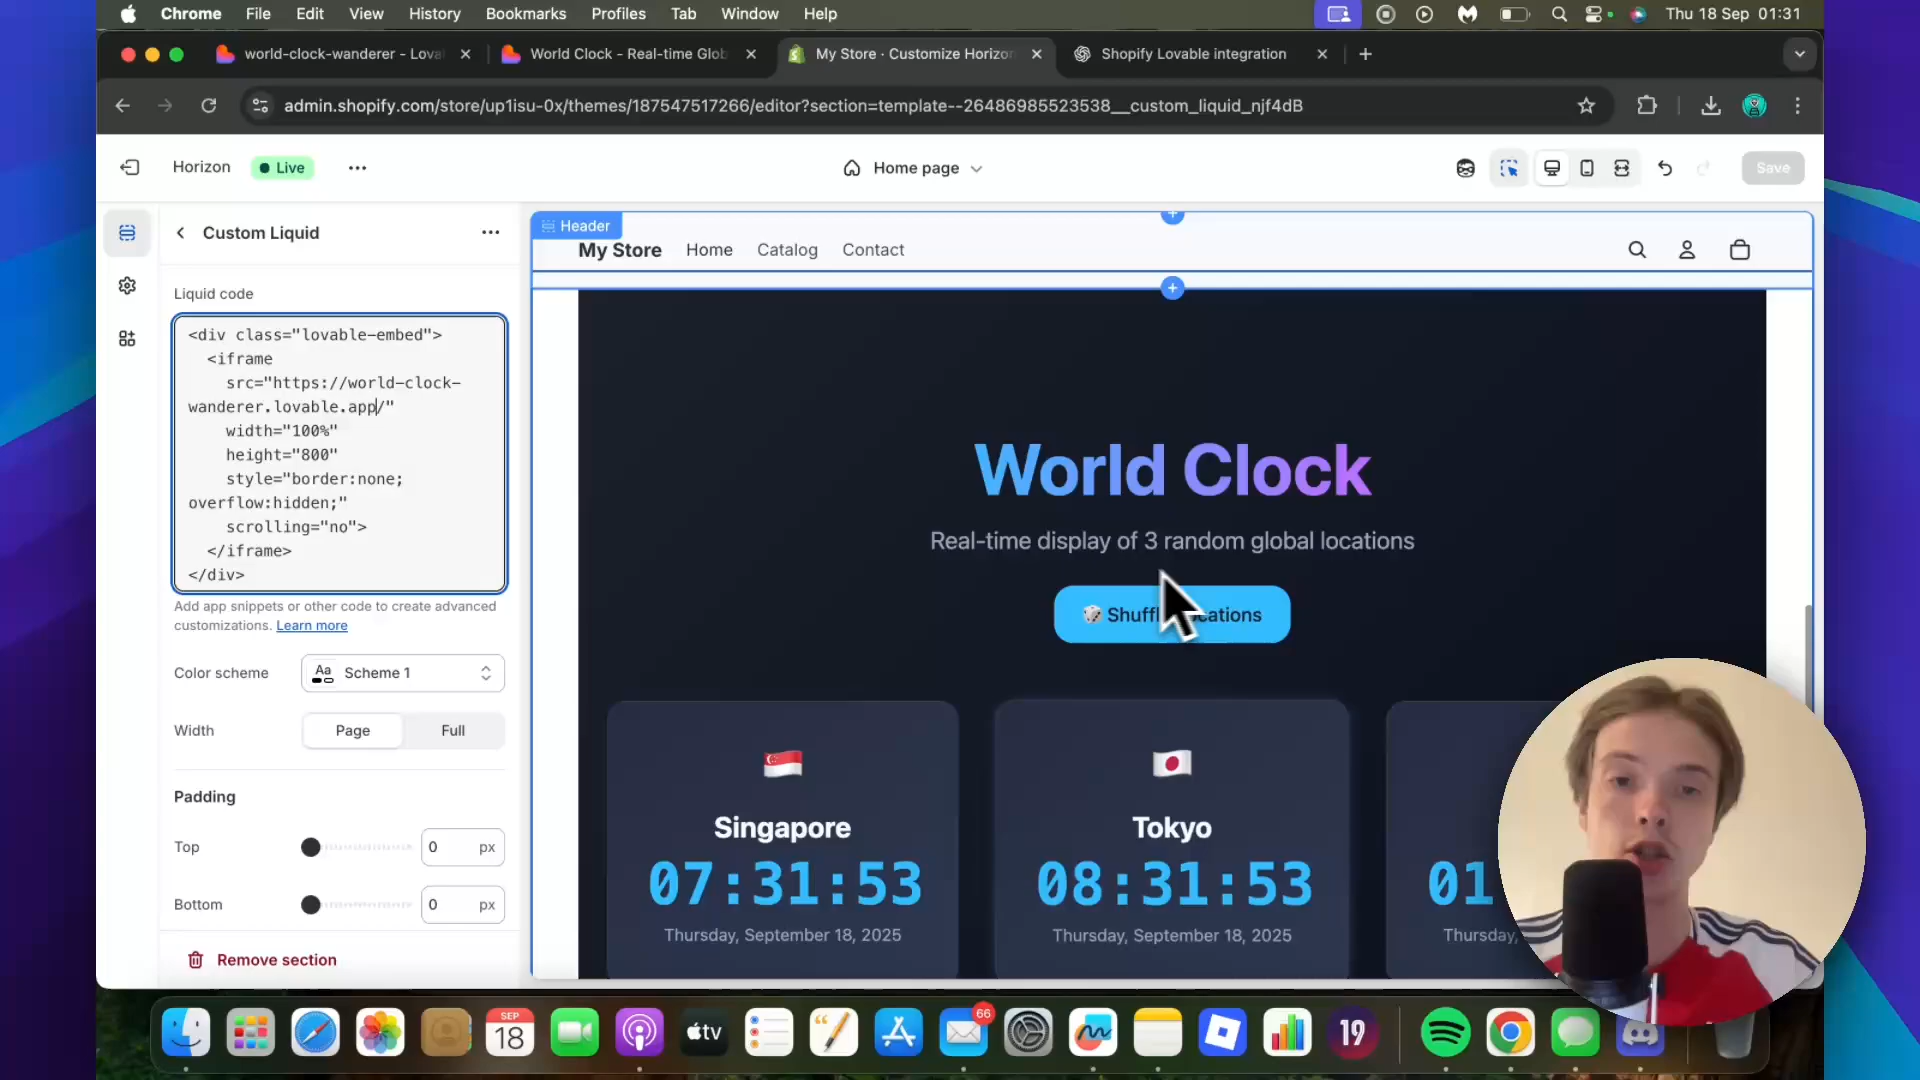 Chrome File Edit View History Bookmarks Profiles Tab Window Help Thu 18 Sep 01:31
world-clock-wanderer - Lova World Clock - Real-time Glob My Store · Customize Horizon Shopify Lovable integration
admin.shopify.com/store/up1isu-0x/themes/187547517266/editor?section=template--26486985523538__custom_liquid_njf4dB
Horizon Live Home page Save
Custom Liquid
Header
My Store Home Catalog Contact
Liquid code
<div class="lovable-embed">
<iframe
src="https://world-clock-
wanderer.lovable.app/"
width="100%"
height="800"
style="border:none;
overflow:hidden;"
scrolling="no">
</iframe>
</div>
Add app snippets or other code to create advanced
customizations. Learn more
Color scheme Aa Scheme 1
Width Page Full
Padding
Top 0 px
Bottom 0 px
Remove section
World Clock
Real-time display of 3 random global locations
Singapore
07:31:53
Thursday, September 18, 2025
Tokyo
08:31:53
Thursday, September 18, 2025
01
Thursday,
SEP
18
tv
66
19